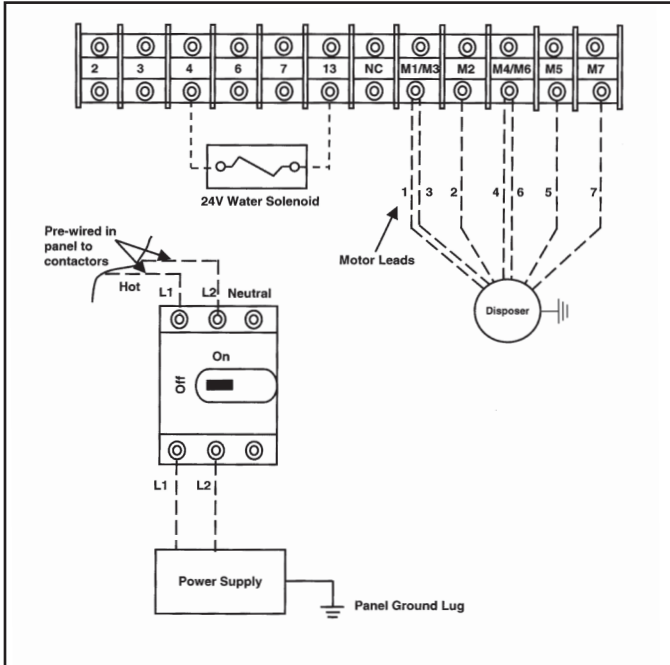 2 3 4 6 7 13 NC M1/M3 M2 M4/M6 M5 M7
24V Water Solenoid
1 3 2 4 6 5 7
Motor Leads
Disposer
Pre-wired in
panel to
contactors
Hot
L1 L2 Neutral
On
Off
L1 L2
Power Supply
Panel Ground Lug